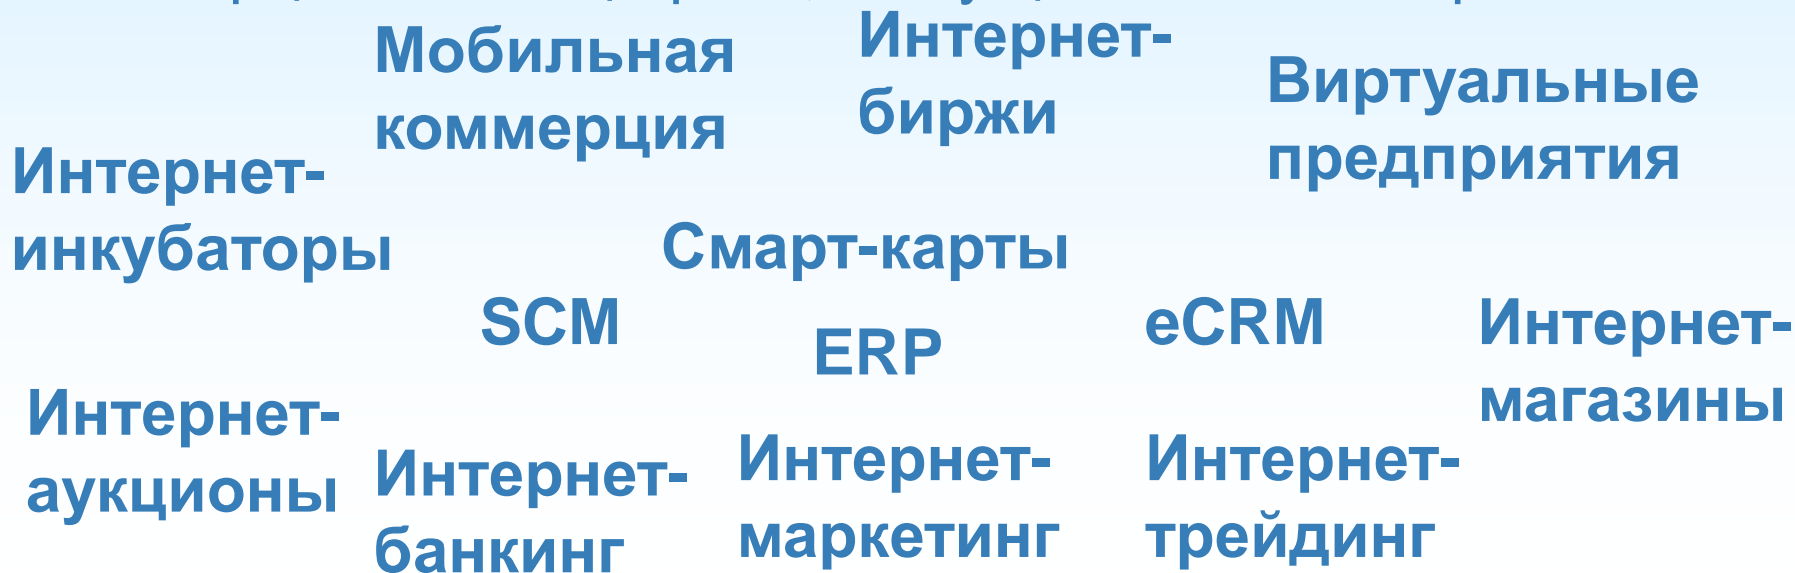 Мобильная
коммерция
Интернет-
биржи
Виртуальные
предприятия
Интернет-
инкубаторы
Смарт-карты
SCM
ERP
eCRM
Интернет-
магазины
Интернет-
аукционы
Интернет-
банкинг
Интернет-
маркетинг
Интернет-
трейдинг